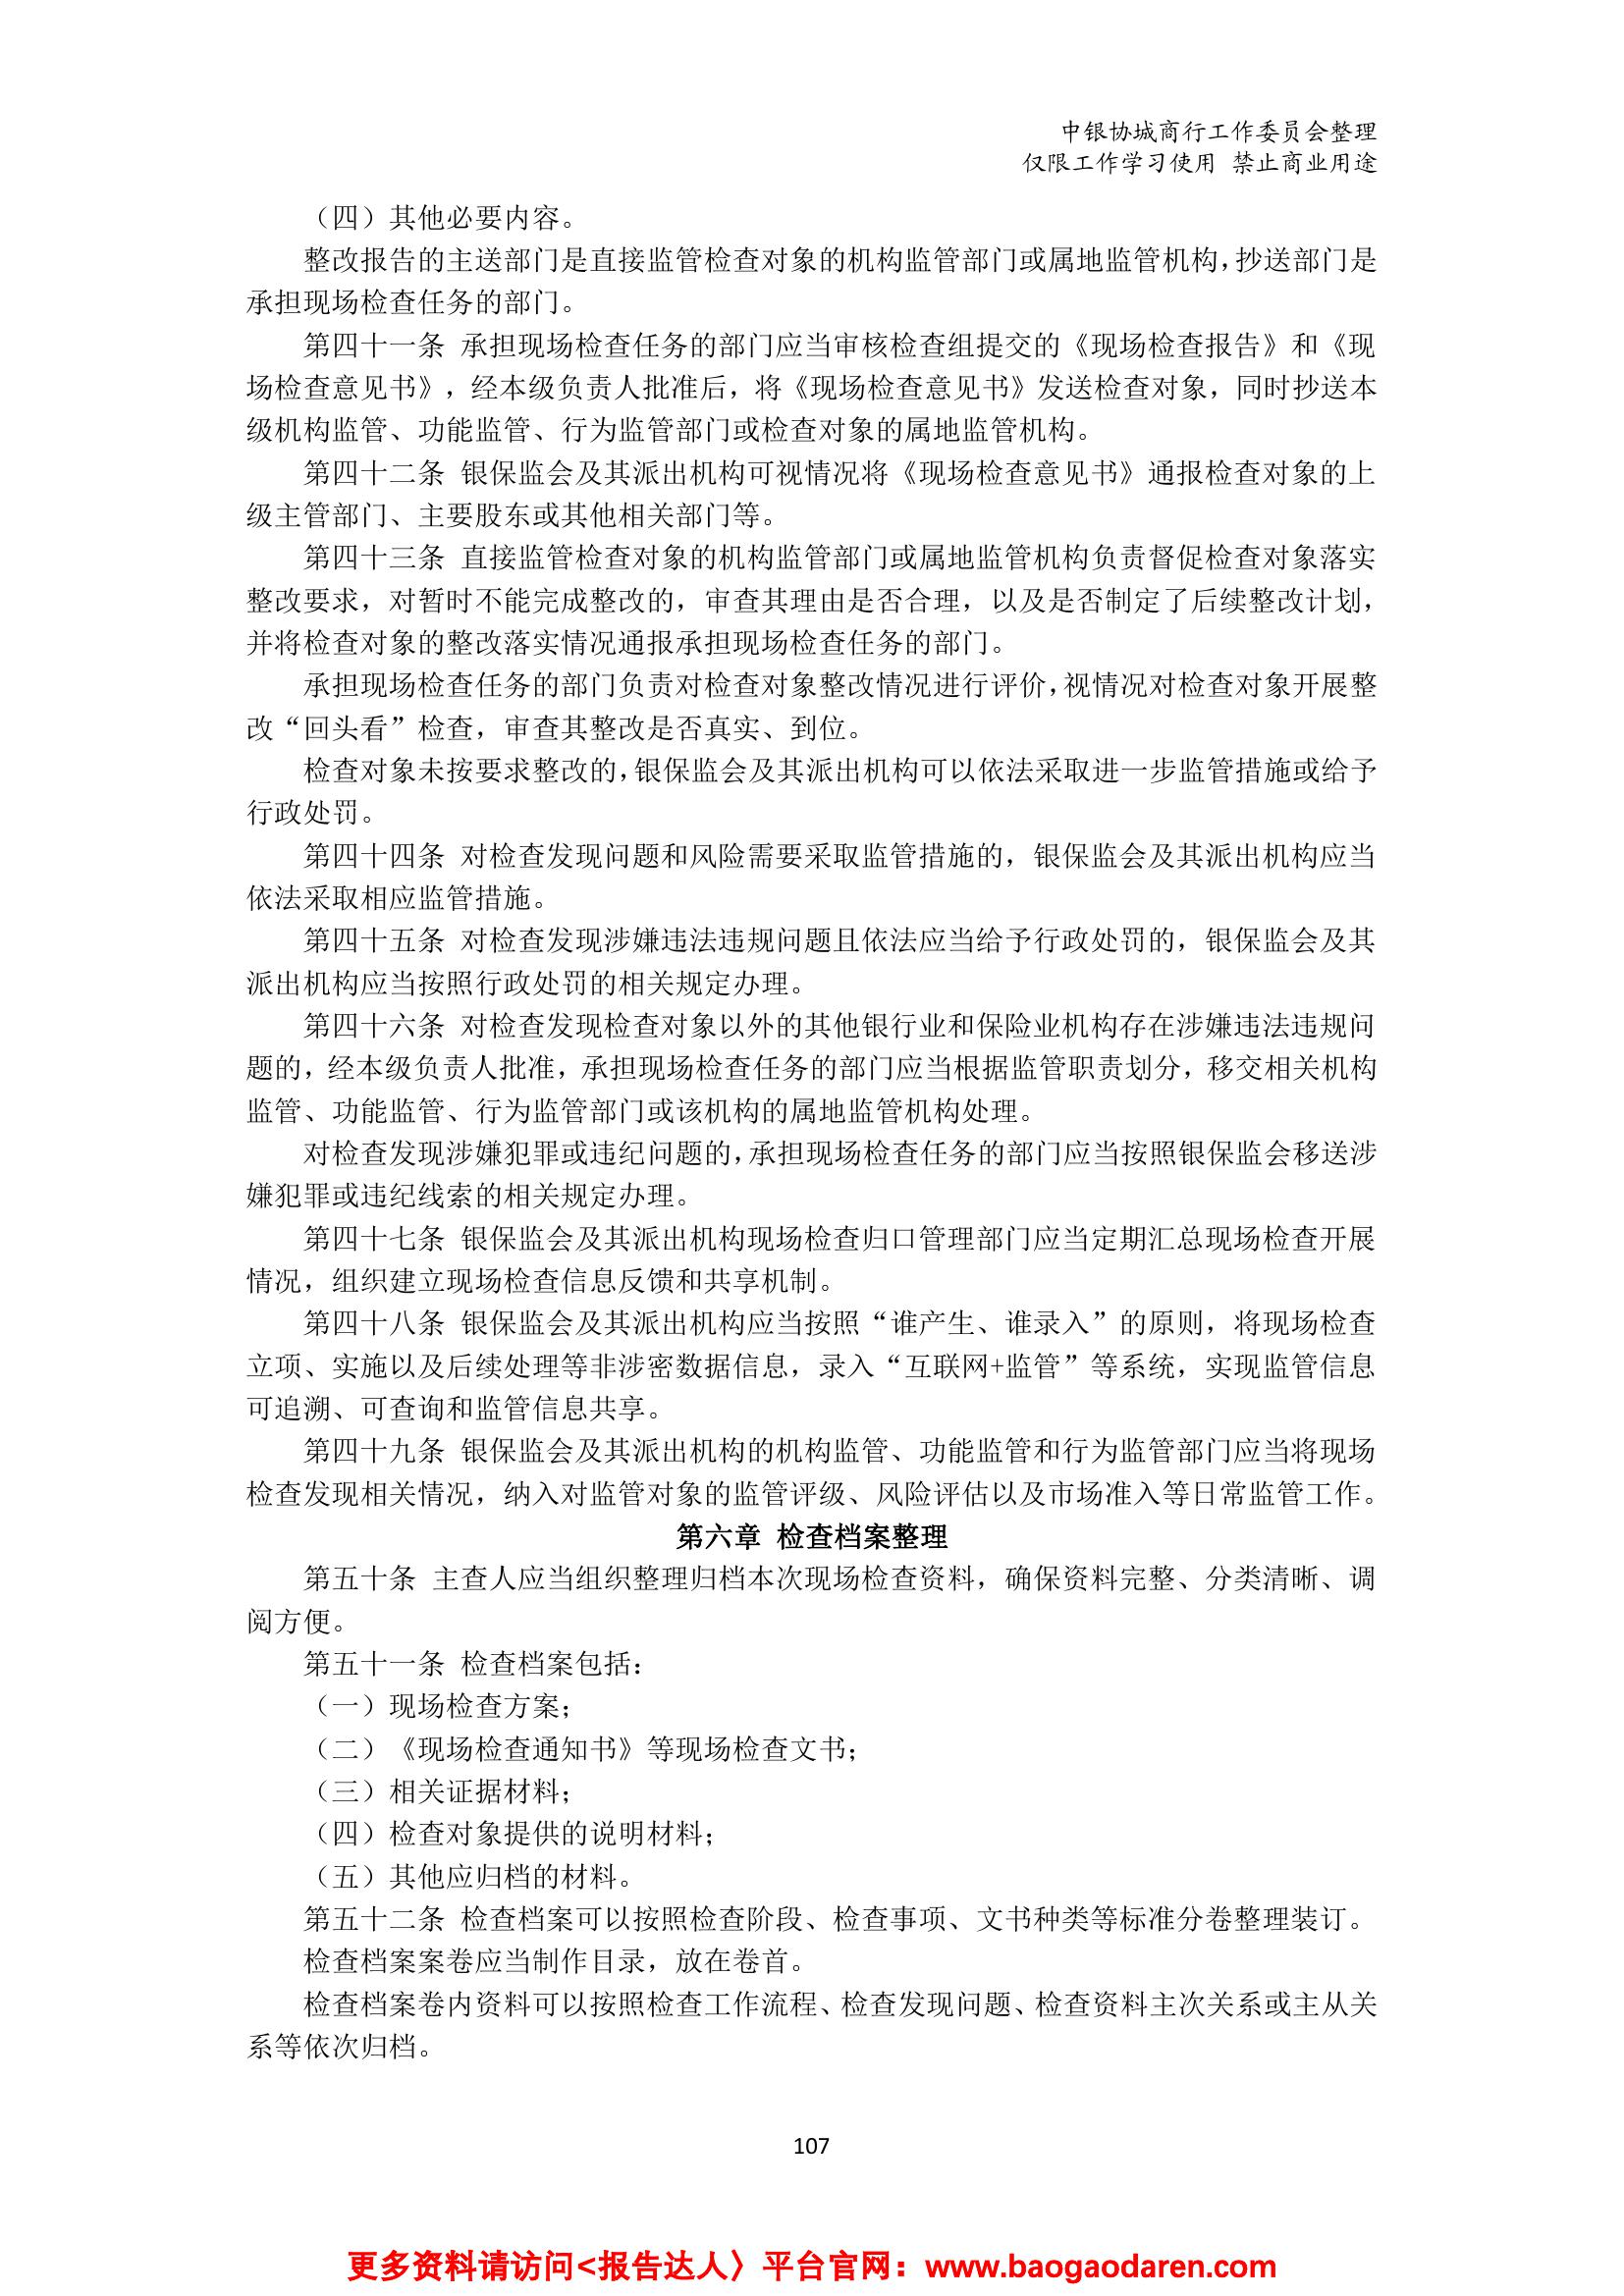 中银协城商行工作委员会整理
仅限工作学习使用 禁止商业用途
（四）其他必要内容。
整改报告的主送部门是直接监管检查对象的机构监管部门或属地监管机构，抄送部门是
承担现场检查任务的部门。
第四十一条 承担现场检查任务的部门应当审核检查组提交的《现场检查报告》和《现
场检查意见书》，经本级负责人批准后，将《现场检查意见书》发送检查对象，同时抄送本
级机构监管、功能监管、行为监管部门或检查对象的属地监管机构。
第四十二条 银保监会及其派出机构可视情况将《现场检查意见书》通报检查对象的上
级主管部门、主要股东或其他相关部门等。
第四十三条 直接监管检查对象的机构监管部门或属地监管机构负责督促检查对象落实
整改要求，对暂时不能完成整改的，审查其理由是否合理，以及是否制定了后续整改计划，
并将检查对象的整改落实情况通报承担现场检查任务的部门。
承担现场检查任务的部门负责对检查对象整改情况进行评价，视情况对检查对象开展整
改“回头看”检查，审查其整改是否真实、到位。
检查对象未按要求整改的，银保监会及其派出机构可以依法采取进一步监管措施或给予
行政处罚。
第四十四条 对检查发现问题和风险需要采取监管措施的，银保监会及其派出机构应当
依法采取相应监管措施。
第四十五条 对检查发现涉嫌违法违规问题且依法应当给予行政处罚的，银保监会及其
派出机构应当按照行政处罚的相关规定办理。
第四十六条 对检查发现检查对象以外的其他银行业和保险业机构存在涉嫌违法违规问
题的，经本级负责人批准，承担现场检查任务的部门应当根据监管职责划分，移交相关机构
监管、功能监管、行为监管部门或该机构的属地监管机构处理。
对检查发现涉嫌犯罪或违纪问题的，承担现场检查任务的部门应当按照银保监会移送涉
嫌犯罪或违纪线索的相关规定办理。
第四十七条 银保监会及其派出机构现场检查归口管理部门应当定期汇总现场检查开展
情况，组织建立现场检查信息反馈和共享机制。
第四十八条 银保监会及其派出机构应当按照“谁产生、谁录入”的原则，将现场检查
立项、实施以及后续处理等非涉密数据信息，录入“互联网+监管”等系统，实现监管信息
可追溯、可查询和监管信息共享。
第四十九条 银保监会及其派出机构的机构监管、功能监管和行为监管部门应当将现场
检查发现相关情况，纳入对监管对象的监管评级、风险评估以及市场准入等日常监管工作。
第六章 检查档案整理
第五十条 主查人应当组织整理归档本次现场检查资料，确保资料完整、分类清晰、调
阅方便。
第五十一条 检查档案包括：
（一）现场检查方案；
（二）《现场检查通知书》等现场检查文书；
（三）相关证据材料；
（四）检查对象提供的说明材料；
（五）其他应归档的材料。
第五十二条 检查档案可以按照检查阶段、检查事项、文书种类等标准分卷整理装订。
检查档案案卷应当制作目录，放在卷首。
检查档案卷内资料可以按照检查工作流程、检查发现问题、检查资料主次关系或主从关
系等依次归档。
107
更多资料请访问<报告达人〉平台官网：www.baogaodaren.com